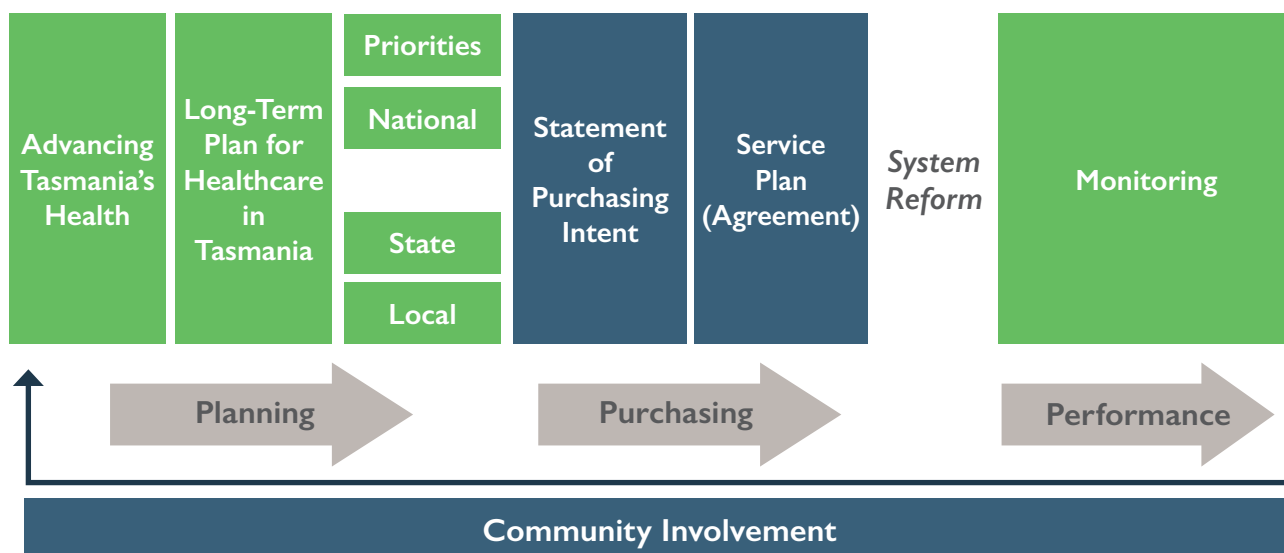 Advancing
Tasmania's
Health
Long-Term
Plan for
Healthcare
in
Tasmania
Priorities
National
State
Local
Statement
of
Purchasing
Intent
Service
Plan
(Agreement)
System
Reform
Monitoring
Planning
Purchasing
Performance
Community Involvement